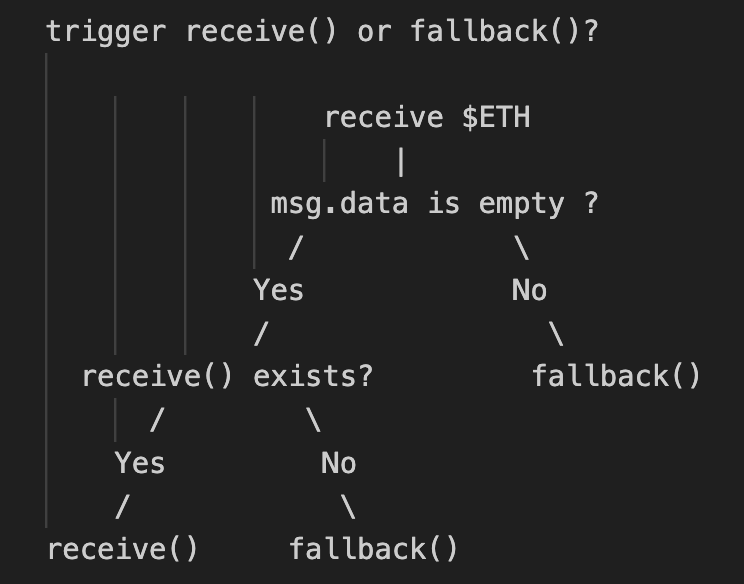 trigger receive() or fallback()?
receive $ETH
|
msg.data is empty ?
/ \
Yes No
/ \
receive() exists? fallback()
/ \
Yes No
/ \
receive() fallback()